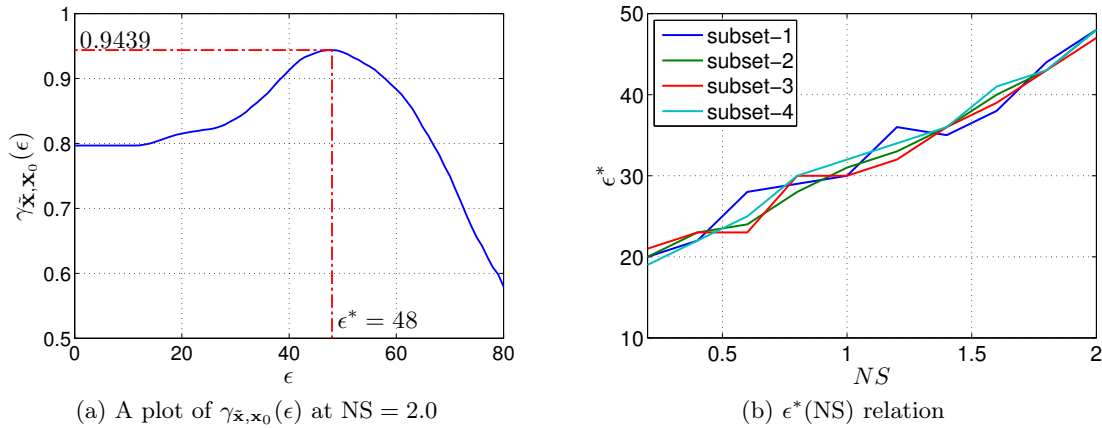 1
0.9439
0.9
0.8
0.7
0.6
0.5
γx̃,x₀(ϵ)
ϵ* = 48
0 20 40 60 80
ϵ
(a) A plot of γx̃,x₀(ϵ) at NS = 2.0
50
40
30
20
10
ϵ*
subset-1
subset-2
subset-3
subset-4
0.5 1 1.5 2
NS
(b) ϵ*(NS) relation